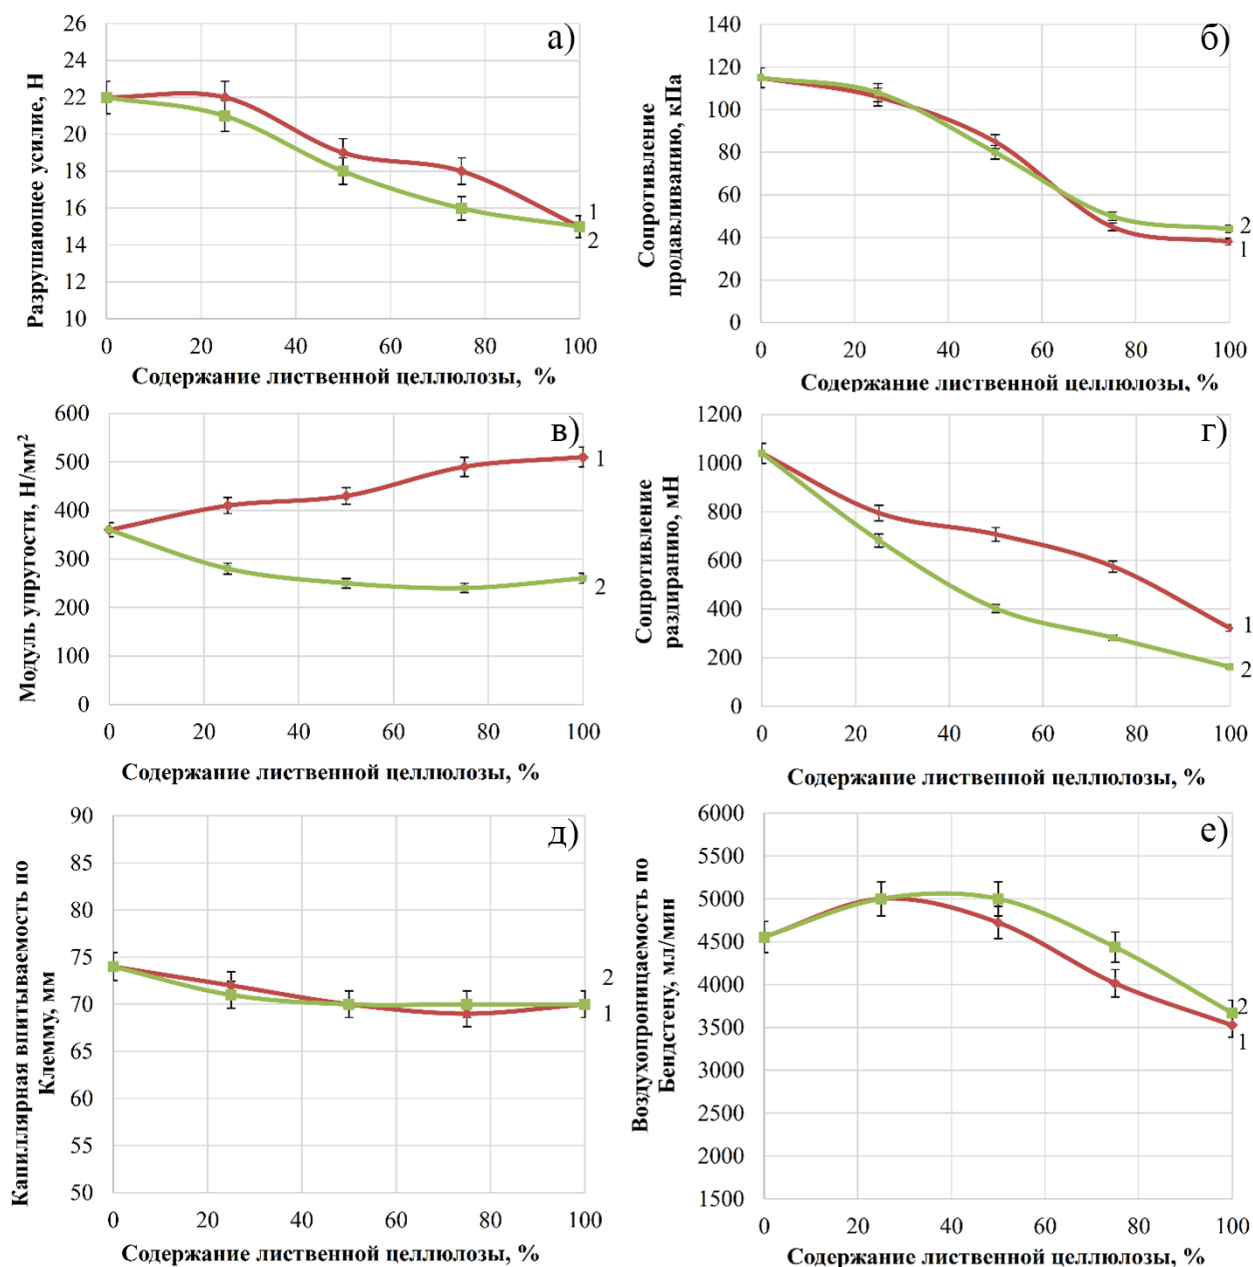 а)
Разрушающее усилие, Н
26
24
22
20
18
16
14
12
10
1
2
0 20 40 60 80 100
Содержание лиственной целлюлозы, %
б)
Сопротивление
продавливанию, кПа
140
120
100
80
60
40
20
0
2
1
0 20 40 60 80 100
Содержание лиственной целлюлозы, %
в)
Модуль упругости, Н/мм²
600
500
400
300
200
100
0
1
2
0 20 40 60 80 100
Содержание лиственной целлюлозы, %
г)
Сопротивление
раздиранию, мН
1200
1000
800
600
400
200
0
1
2
0 20 40 60 80 100
Содержание лиственной целлюлозы, %
д)
Капиллярная впитываемость по
Клемму, мм
90
85
80
75
70
65
60
55
50
2
1
0 20 40 60 80 100
Содержание лиственной целлюлозы, %
е)
Воздухопроницаемость по
Бендстену, мл/мин
6000
5500
5000
4500
4000
3500
3000
2500
2000
1500
2
1
0 20 40 60 80 100
Содержание лиственной целлюлозы, %